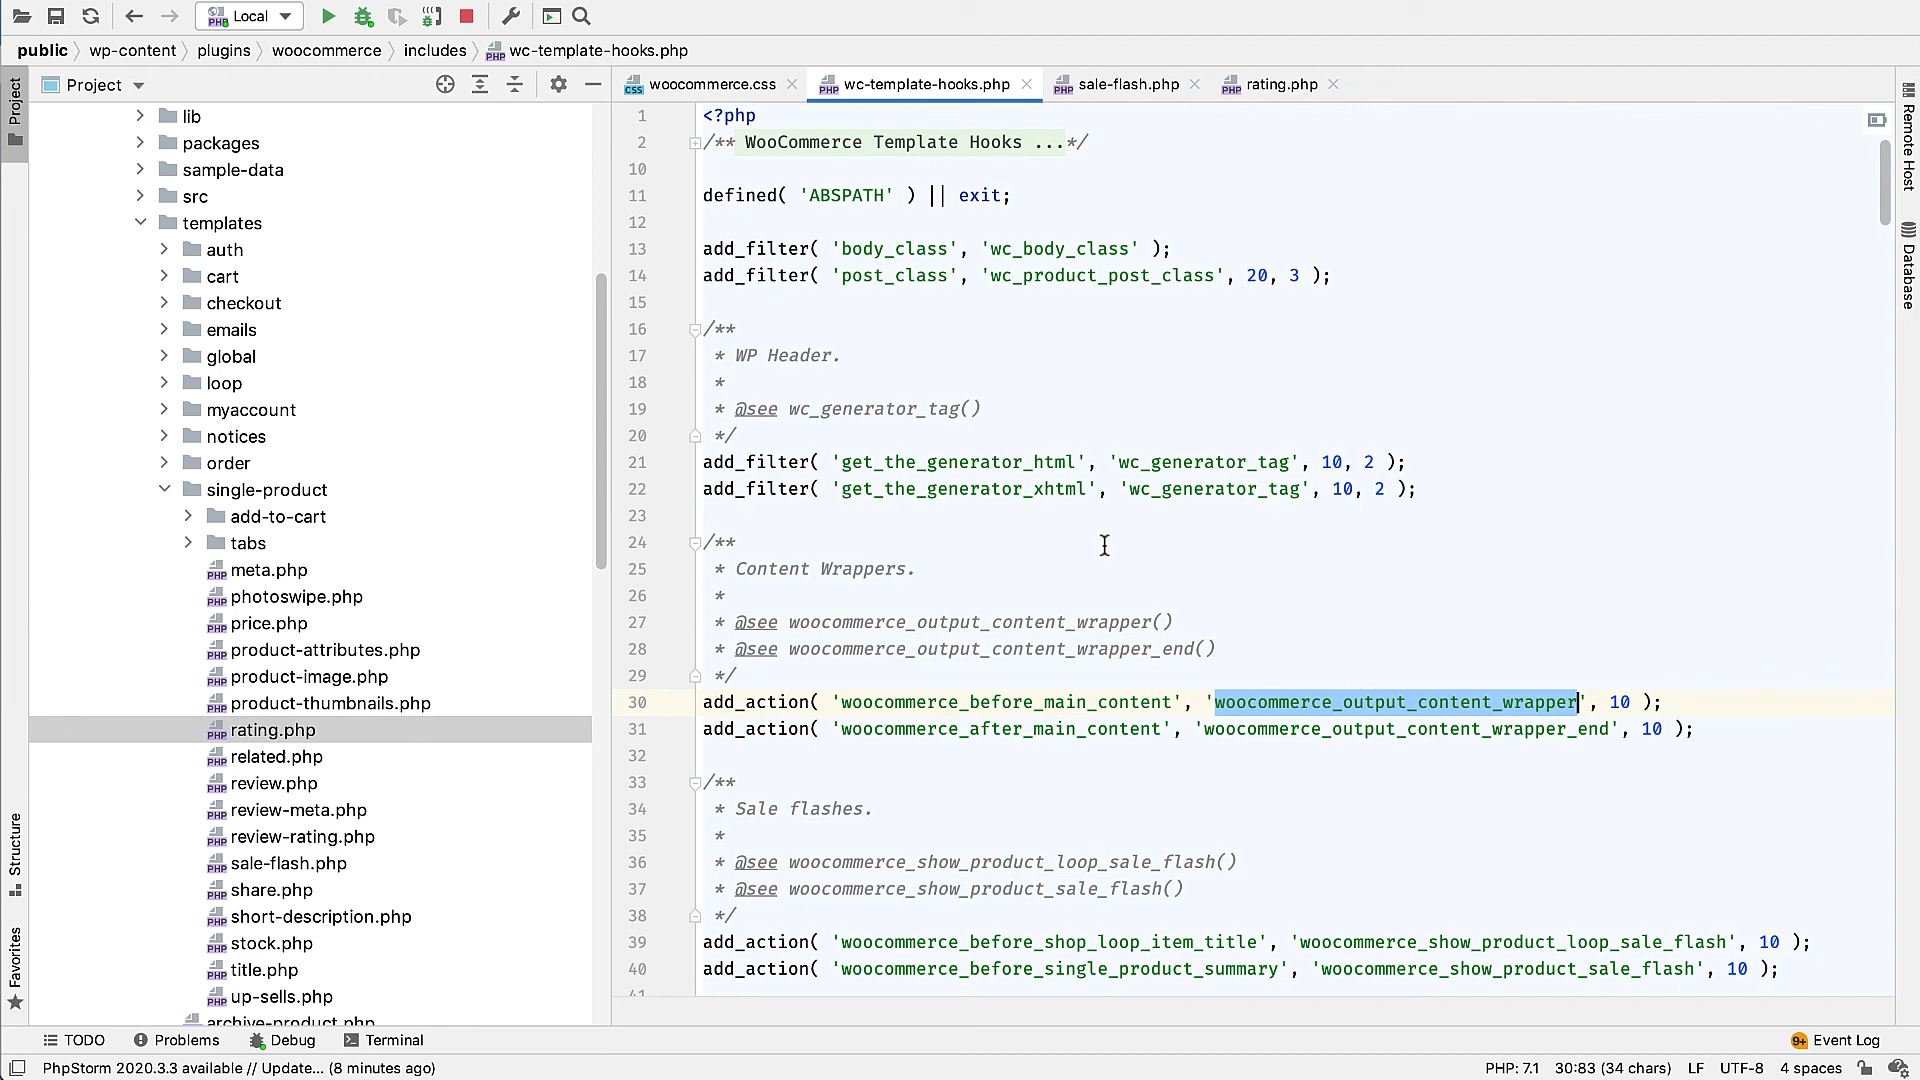 Local
public wp-content plugins woocommerce includes wc-template-hooks.php
Project
woocommerce.css
wc-template-hooks.php
sale-flash.php
rating.php
Project
Structure
Favorites
lib
packages
sample-data
src
templates
auth
cart
checkout
emails
global
loop
myaccount
notices
order
single-product
add-to-cart
tabs
meta.php
photoswipe.php
price.php
product-attributes.php
product-image.php
product-thumbnails.php
rating.php
related.php
review.php
review-meta.php
review-rating.php
sale-flash.php
share.php
short-description.php
stock.php
title.php
up-sells.php
archive-product.php
1 <?php
2 /** WooCommerce Template Hooks ...*/
10
11 defined( 'ABSPATH' ) || exit;
12
13 add_filter( 'body_class', 'wc_body_class' );
14 add_filter( 'post_class', 'wc_product_post_class', 20, 3 );
15
16 /**
17 * WP Header.
18 *
19 * @see wc_generator_tag()
20 */
21 add_filter( 'get_the_generator_html', 'wc_generator_tag', 10, 2 );
22 add_filter( 'get_the_generator_xhtml', 'wc_generator_tag', 10, 2 );
23
24 /**
25 * Content Wrappers.
26 *
27 * @see woocommerce_output_content_wrapper()
28 * @see woocommerce_output_content_wrapper_end()
29 */
30 add_action( 'woocommerce_before_main_content', 'woocommerce_output_content_wrapper', 10 );
31 add_action( 'woocommerce_after_main_content', 'woocommerce_output_content_wrapper_end', 10 );
32
33 /**
34 * Sale flashes.
35 *
36 * @see woocommerce_show_product_loop_sale_flash()
37 * @see woocommerce_show_product_sale_flash()
38 */
39 add_action( 'woocommerce_before_shop_loop_item_title', 'woocommerce_show_product_loop_sale_flash', 10 );
40 add_action( 'woocommerce_before_single_product_summary', 'woocommerce_show_product_sale_flash', 10 );
41
Remote Host
Database
TODO Problems Debug Terminal
9+ Event Log
PhpStorm 2020.3.3 available // Update... (8 minutes ago)
PHP: 7.1 30:83 (34 chars) LF UTF-8 4 spaces